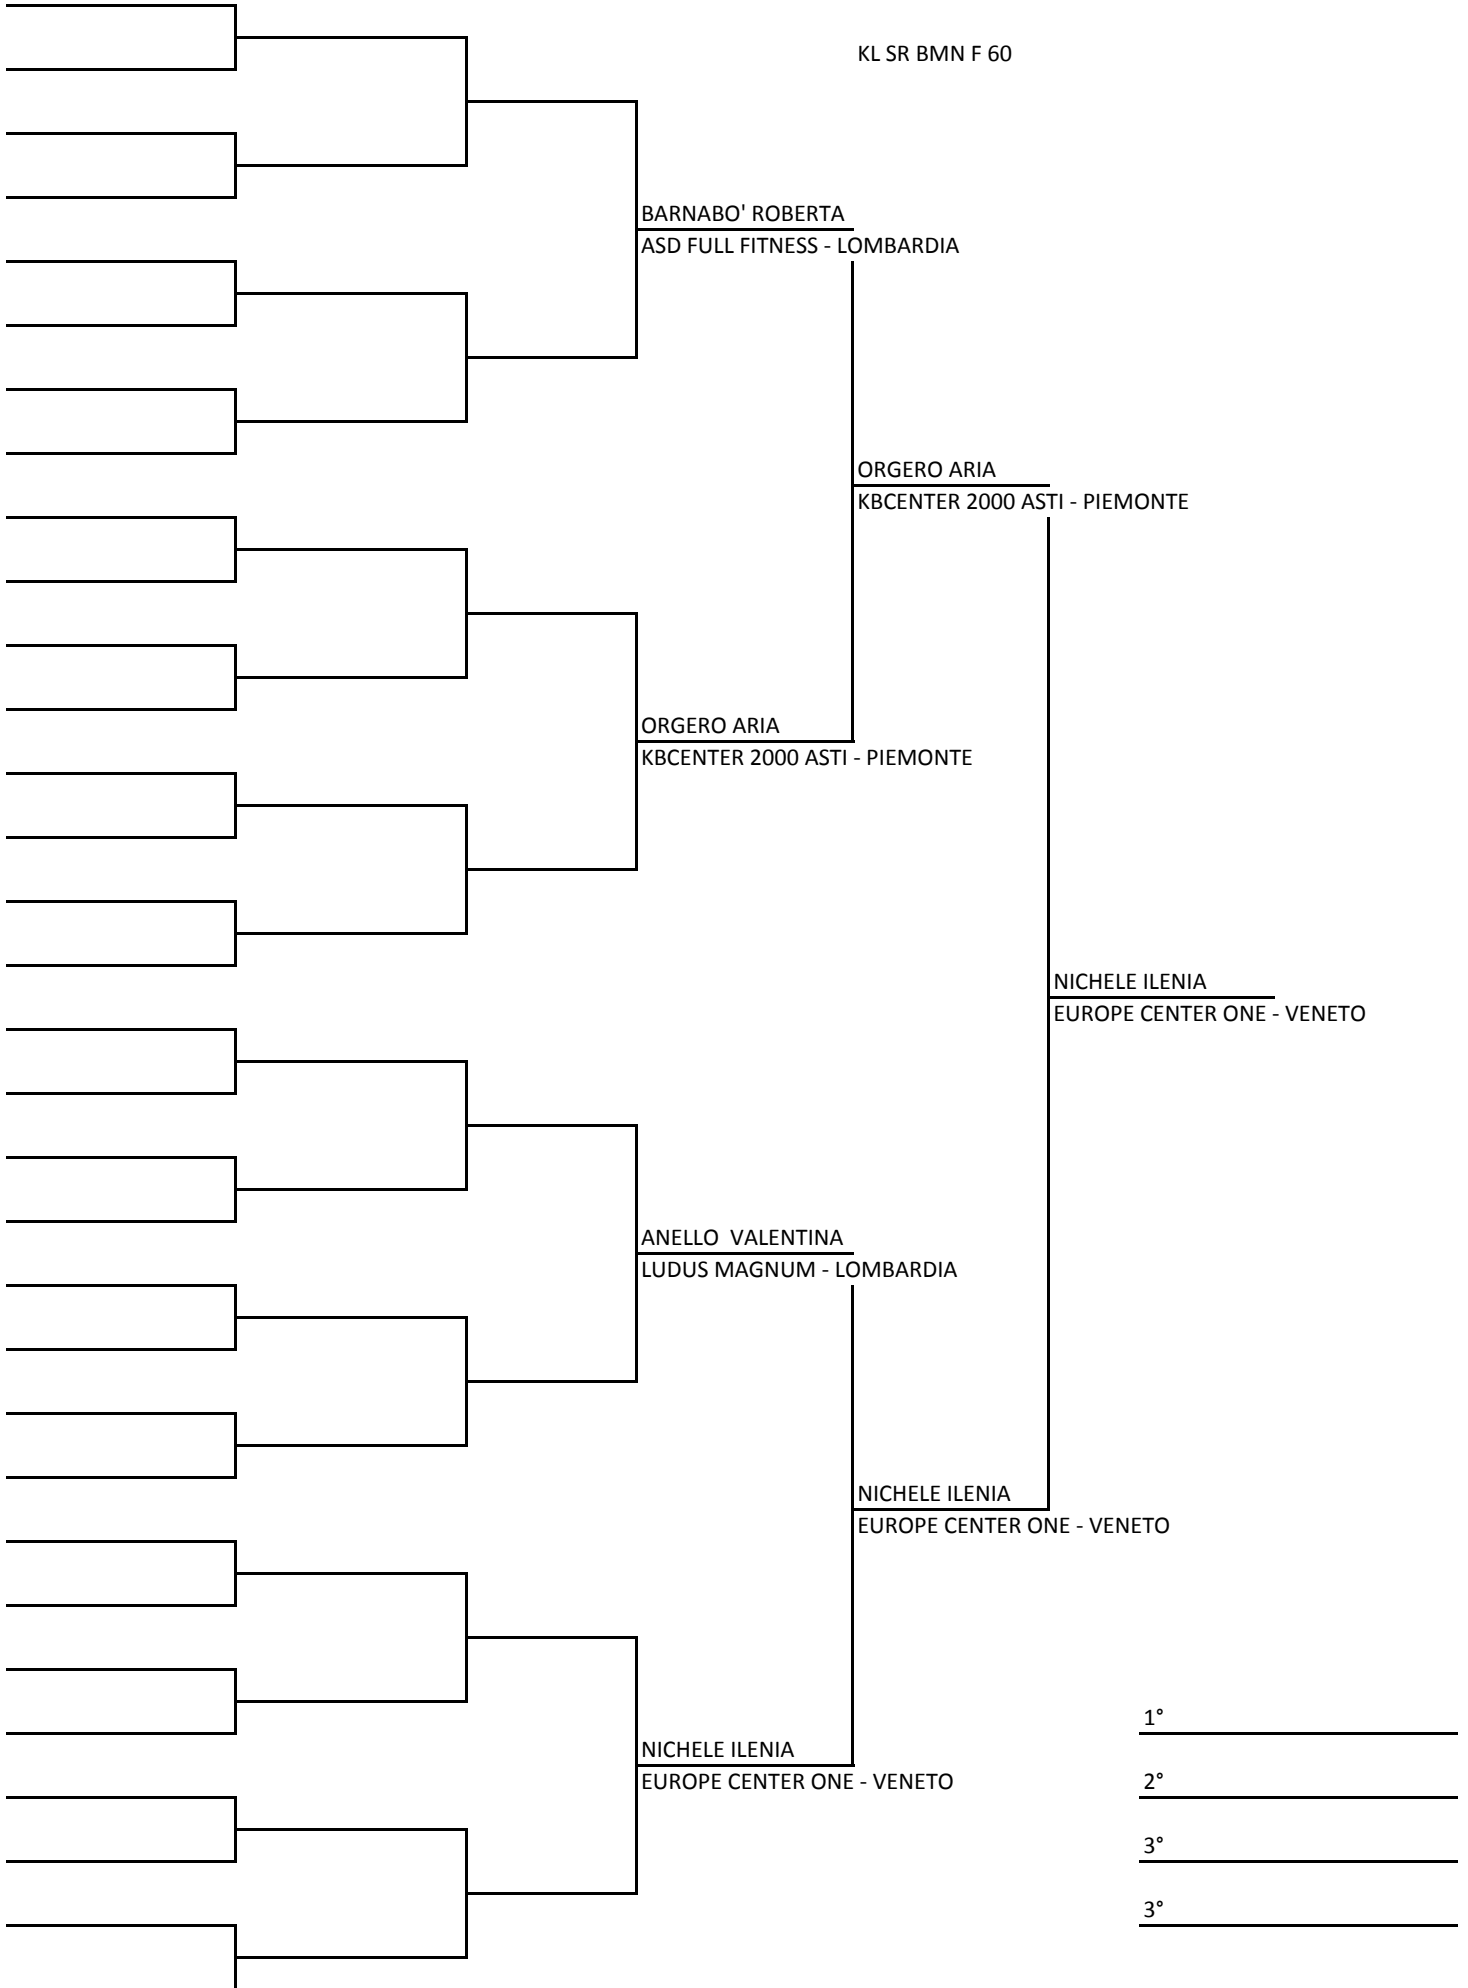 KL SR BMN F 60
BARNABO' ROBERTA
ASD FULL FITNESS - LOMBARDIA
ORGERO ARIA
KBCENTER 2000 ASTI - PIEMONTE
ORGERO ARIA
KBCENTER 2000 ASTI - PIEMONTE
NICHELE ILENIA
EUROPE CENTER ONE - VENETO
ANELLO  VALENTINA
LUDUS MAGNUM - LOMBARDIA
NICHELE ILENIA
EUROPE CENTER ONE - VENETO
NICHELE ILENIA
EUROPE CENTER ONE - VENETO
1°
2°
3°
3°